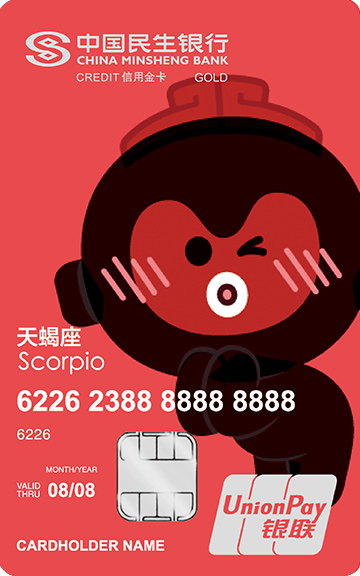 中国民生银行
CHINA MINSHENG BANK
CREDIT 信用金卡 GOLD
天蝎座
Scorpio
6226 2388 8888 8888
6226
MONTH/YEAR
VALID THRU 08/08
UnionPay
银联
CARDHOLDER NAME